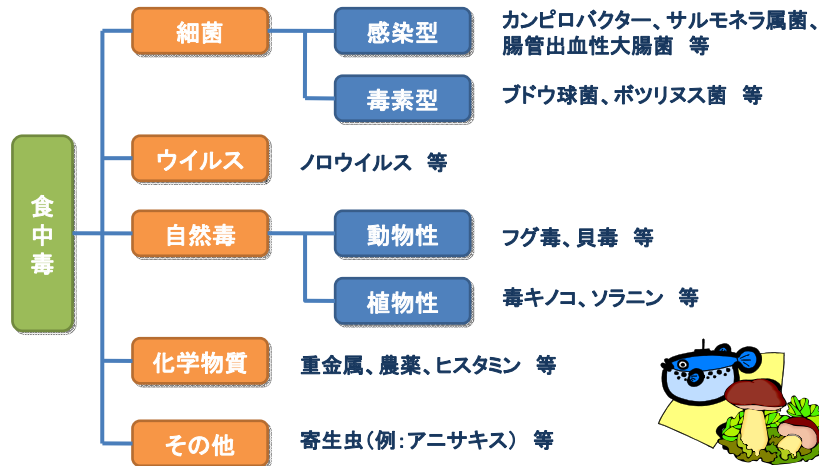 食中毒
細菌
感染型
カンピロバクター、サルモネラ属菌、
腸管出血性大腸菌 等
毒素型
ブドウ球菌、ボツリヌス菌 等
ウイルス
ノロウイルス 等
自然毒
動物性
フグ毒、貝毒 等
植物性
毒キノコ、ソラニン 等
化学物質
重金属、農薬、ヒスタミン 等
その他
寄生虫(例:アニサキス) 等